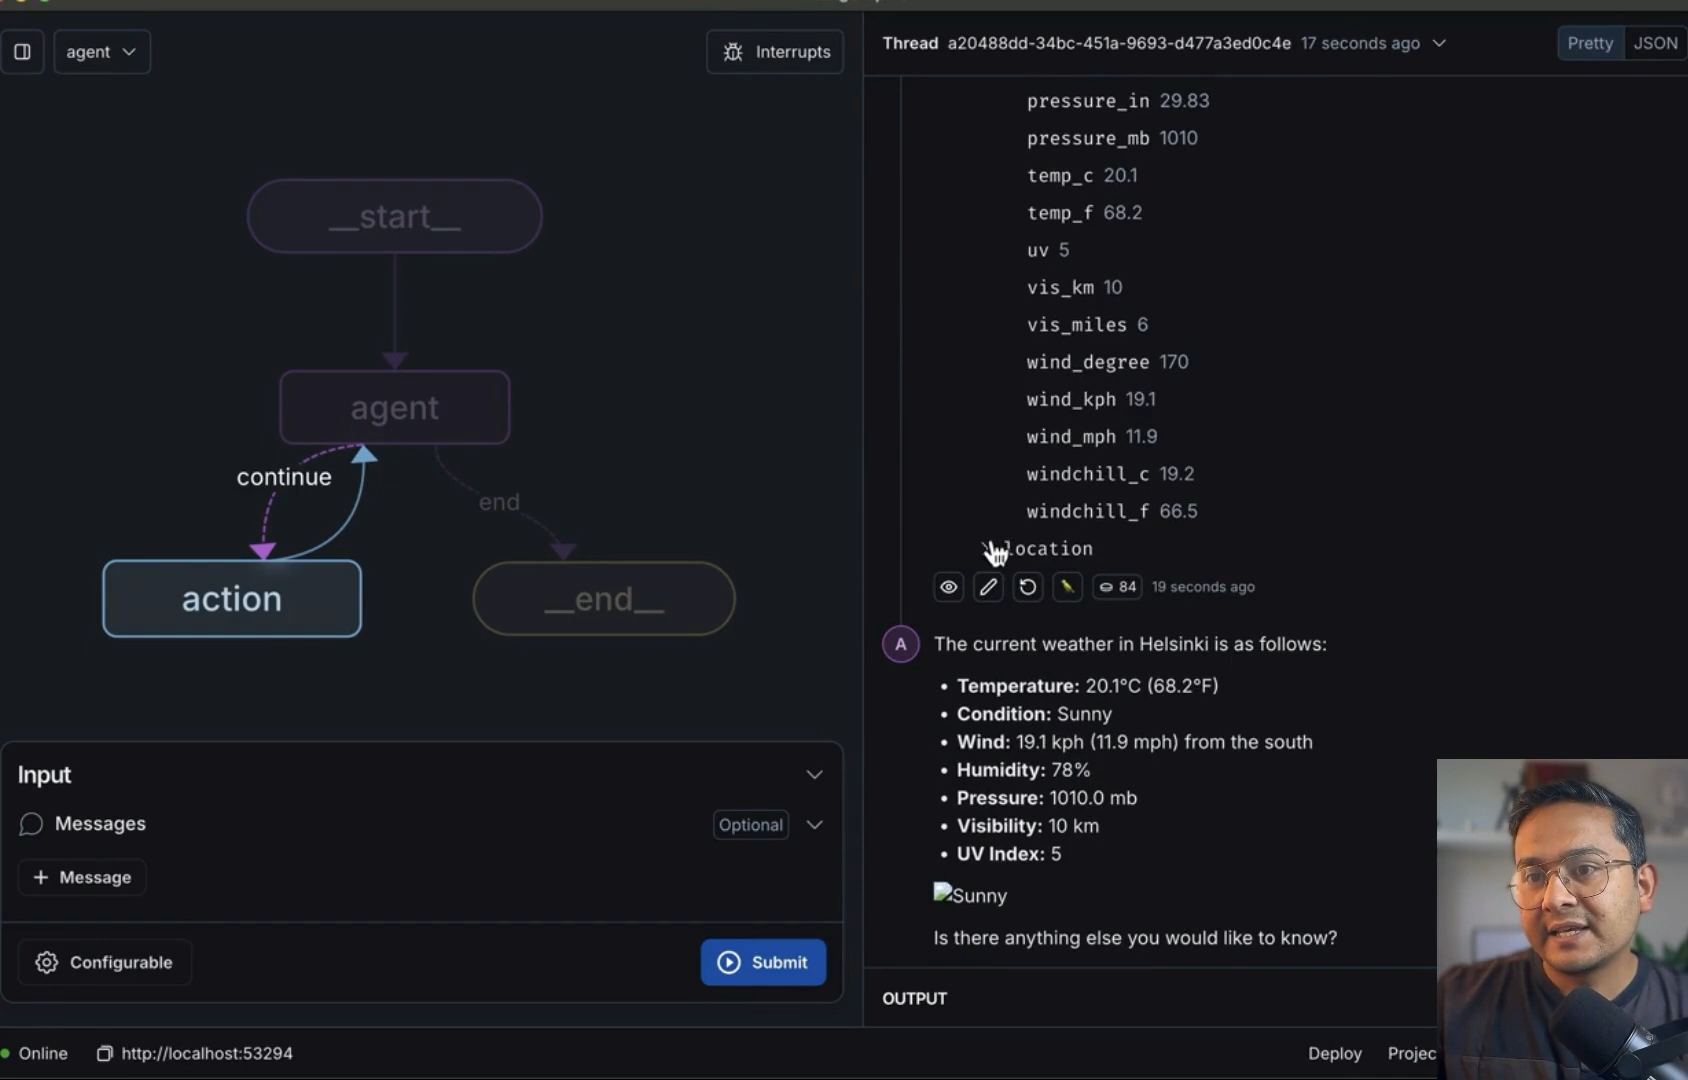 agent
Interrupts
__start__
agent
continue
end
action
__end__
Input
Messages
Optional
+ Message
Configurable
Submit
Online
http://localhost:53294
Thread a20488dd-34bc-451a-9693-d477a3ed0c4e 17 seconds ago
Pretty JSON
pressure_in 29.83
pressure_mb 1010
temp_c 20.1
temp_f 68.2
uv 5
vis_km 10
vis_miles 6
wind_degree 170
wind_kph 19.1
wind_mph 11.9
windchill_c 19.2
windchill_f 66.5
location
84 19 seconds ago
A
The current weather in Helsinki is as follows:
• Temperature: 20.1°C (68.2°F)
• Condition: Sunny
• Wind: 19.1 kph (11.9 mph) from the south
• Humidity: 78%
• Pressure: 1010.0 mb
• Visibility: 10 km
• UV Index: 5
Sunny
Is there anything else you would like to know?
OUTPUT
Deploy Projec